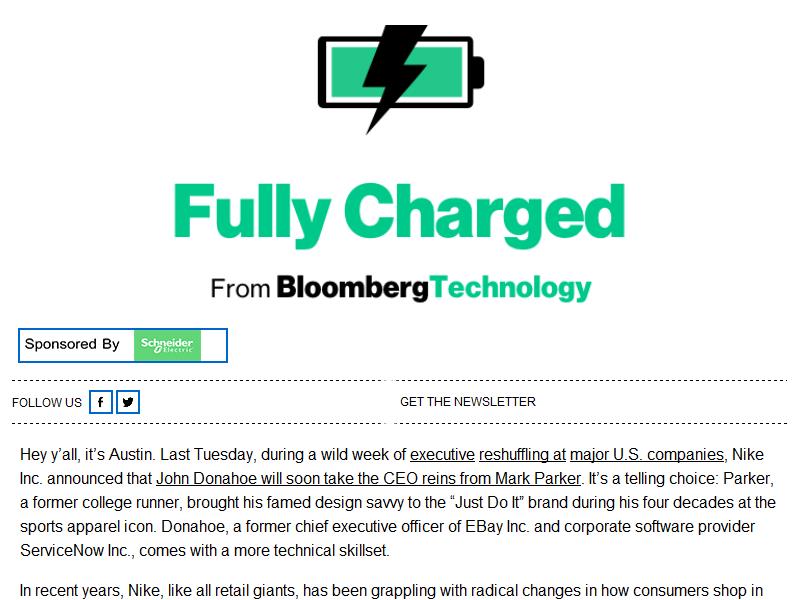 Fully Charged
From BloombergTechnology
Sponsored By Schneider Electric
FOLLOW US
GET THE NEWSLETTER
Hey y’all, it’s Austin. Last Tuesday, during a wild week of executive reshuffling at major U.S. companies, Nike
Inc. announced that John Donahoe will soon take the CEO reins from Mark Parker. It’s a telling choice: Parker,
a former college runner, brought his famed design savvy to the “Just Do It” brand during his four decades at the
sports apparel icon. Donahoe, a former chief executive officer of EBay Inc. and corporate software provider
ServiceNow Inc., comes with a more technical skillset.
In recent years, Nike, like all retail giants, has been grappling with radical changes in how consumers shop in